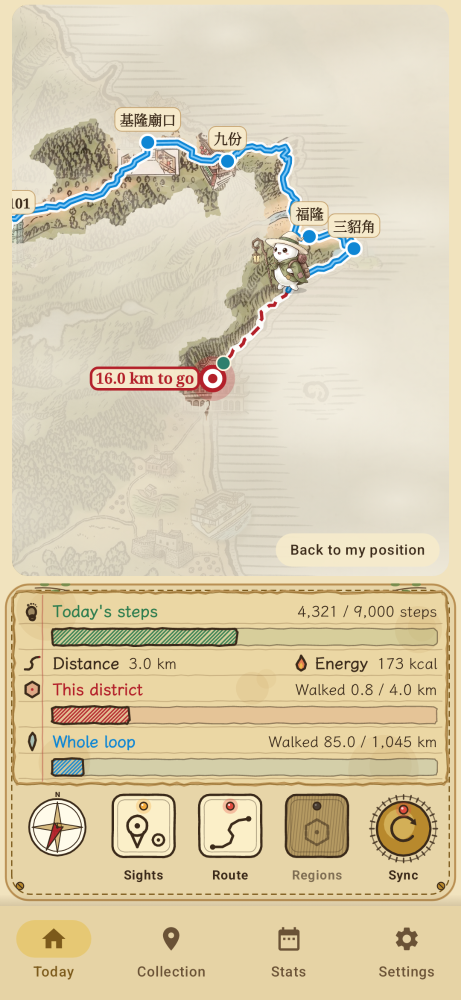 基隆廟口
九份
101
福隆
三貂角
16.0 km to go
Back to my position
Today's steps 4,321 / 9,000 steps
Distance 3.0 km Energy 173 kcal
This district Walked 0.8 / 4.0 km
Whole loop Walked 85.0 / 1,045 km
N
Sights Route Regions Sync
Today Collection Stats Settings